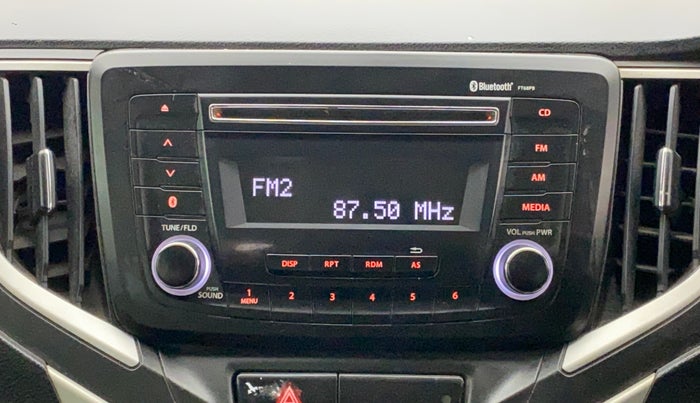 Bluetooth® FT68PB
CD
FM
AM
MEDIA
FM2
87.50 MHz
TUNE/FLD
VOL PUSH PWR
DISP RPT RDM AS
PUSH
SOUND
1 2 3 4 5 6
MENU